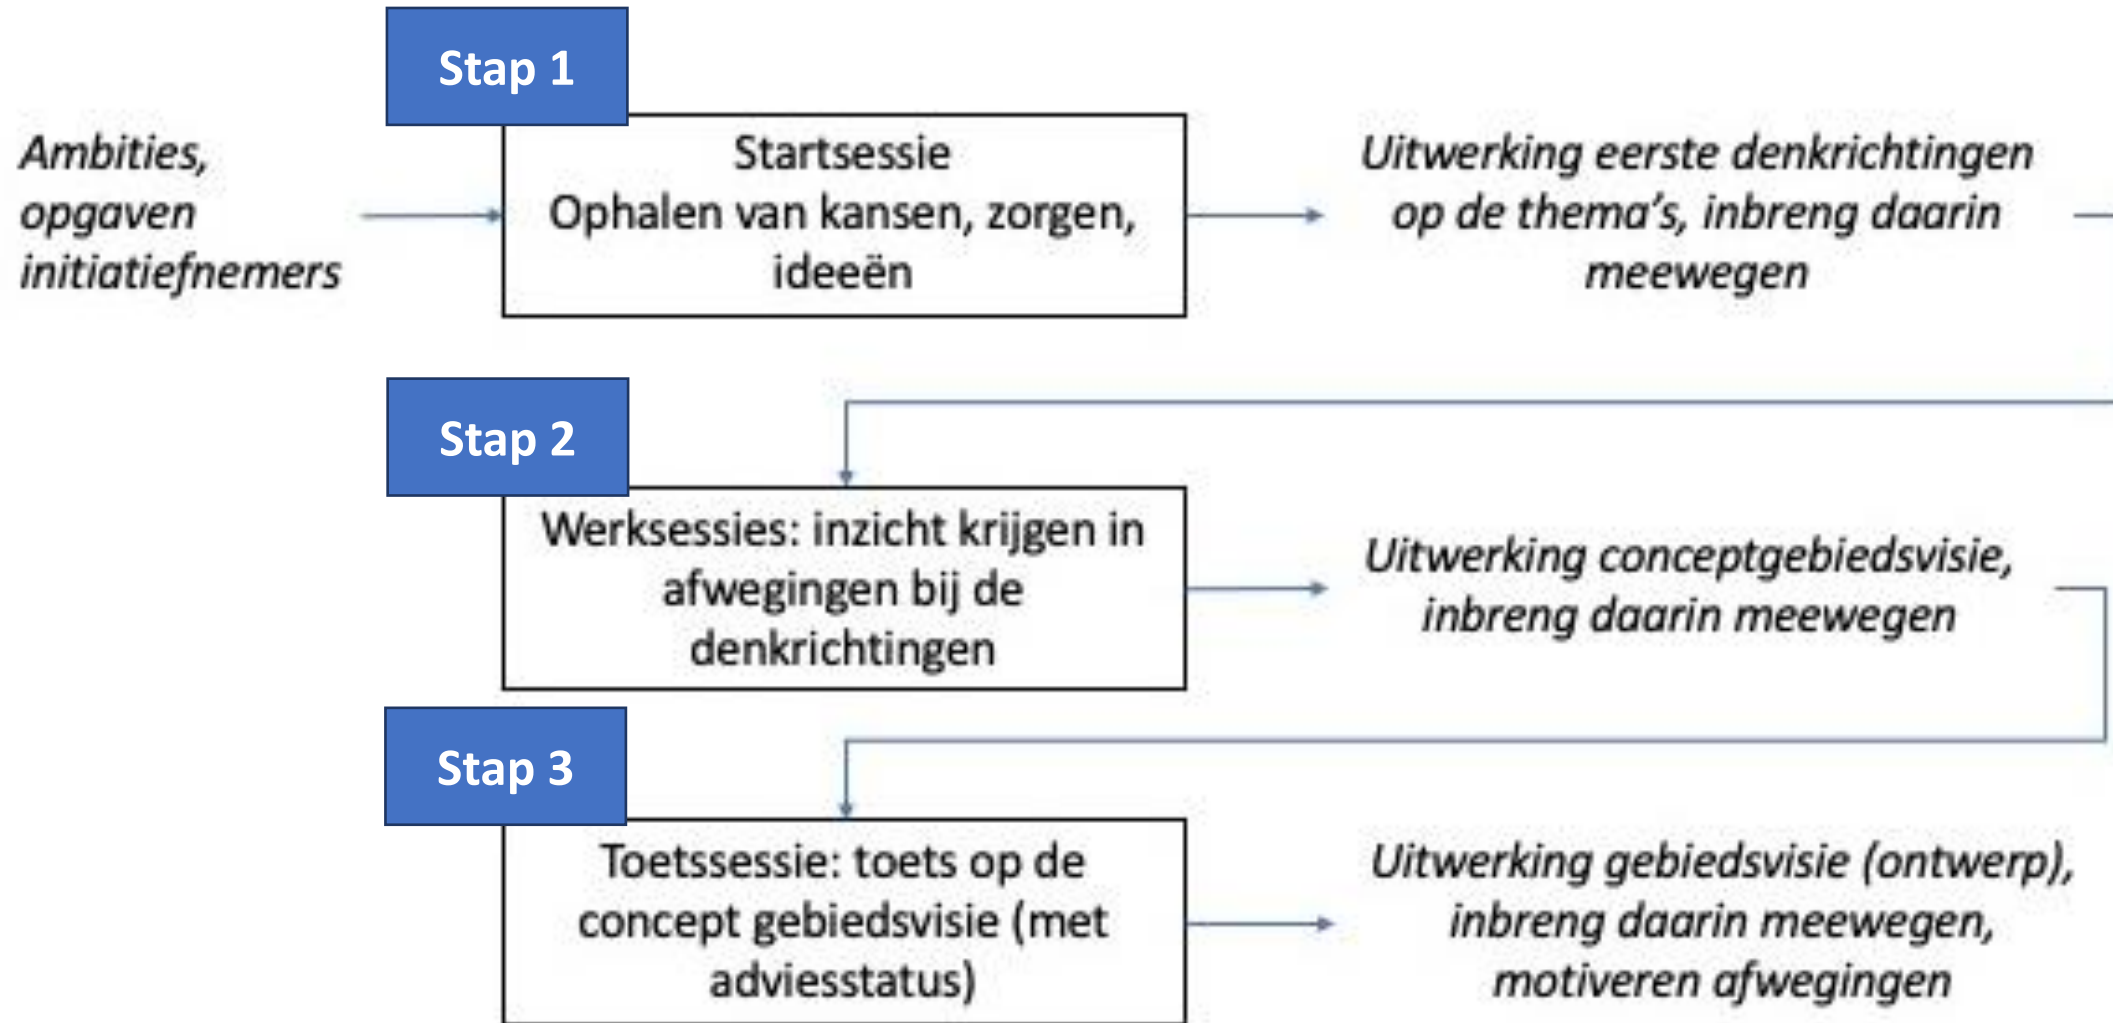 Stap 1
Ambities,
opgaven
initiatiefnemers
Startsessie
Ophalen van kansen, zorgen,
ideeën
Uitwerking eerste denkrichtingen
op de thema's, inbreng daarin
meewegen
Stap 2
Werksessies: inzicht krijgen in
afwegingen bij de
denkrichtingen
Uitwerking conceptgebiedsvisie,
inbreng daarin meewegen
Stap 3
Toetssessie: toets op de
concept gebiedsvisie (met
adviesstatus)
Uitwerking gebiedsvisie (ontwerp),
inbreng daarin meewegen,
motiveren afwegingen